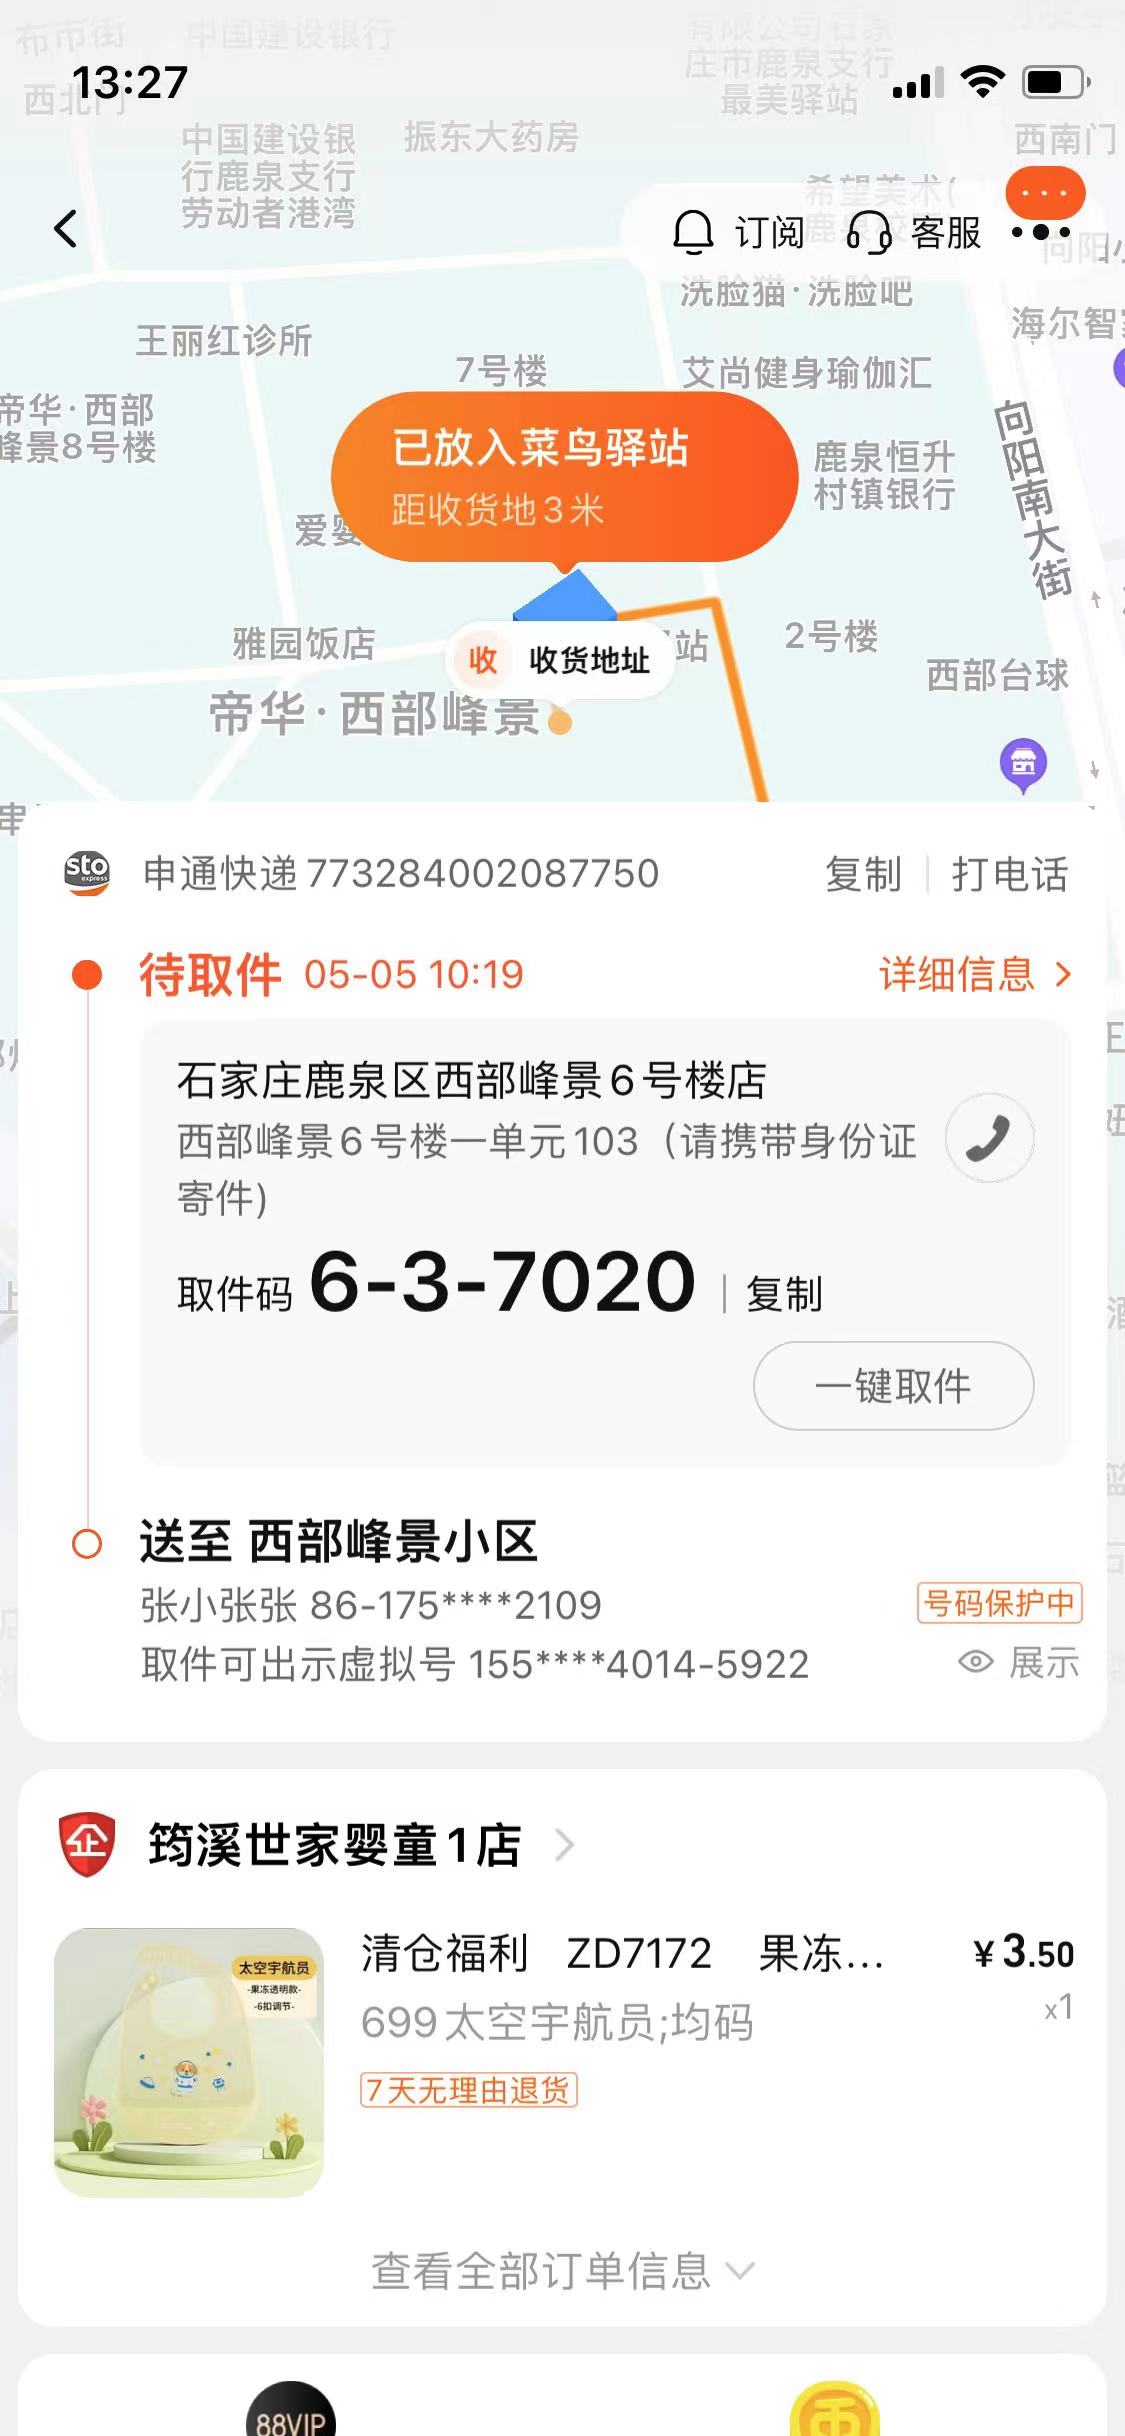 布市街
中国建设银行
有限公司石家
庄市鹿泉支行
最美驿站
13:27
西北门
中国建设银
行鹿泉支行
劳动者港湾
振东大药房
西南门
希望美术(
订阅
客服
向阳
洗脸猫·洗脸吧
海尔智家
王丽红诊所
7号楼
艾尚健身瑜伽汇
帝华·西部
峰景8号楼
向阳南大街
已放入菜鸟驿站
距收货地3米
鹿泉恒升
村镇银行
爱婴
雅园饭店
收 收货地址
站
2号楼
西部台球
帝华·西部峰景
sto
express
申通快递 773284002087750
复制
打电话
待取件 05-05 10:19
详细信息
石家庄鹿泉区西部峰景6号楼店
西部峰景6号楼一单元103（请携带身份证
寄件)
取件码 6-3-7020
复制
一键取件
送至 西部峰景小区
张小张张 86-175****2109
号码保护中
取件可出示虚拟号 155****4014-5922
展示
企 筠溪世家婴童1店
太空宇航员
-果冻透明款-
-6扣调节-
清仓福利 ZD7172 果冻...
¥3.50
699太空宇航员;均码
x1
7天无理由退货
查看全部订单信息
88VIP
币